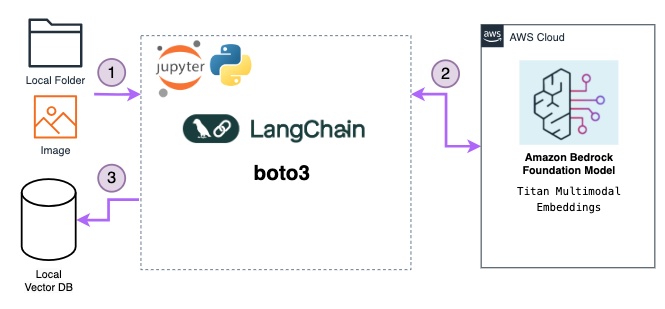 Local Folder
1
Image
3
Local
Vector DB
jupyter
LangChain
boto3
2
aws
AWS Cloud
Amazon Bedrock
Foundation Model
Titan Multimodal
Embeddings